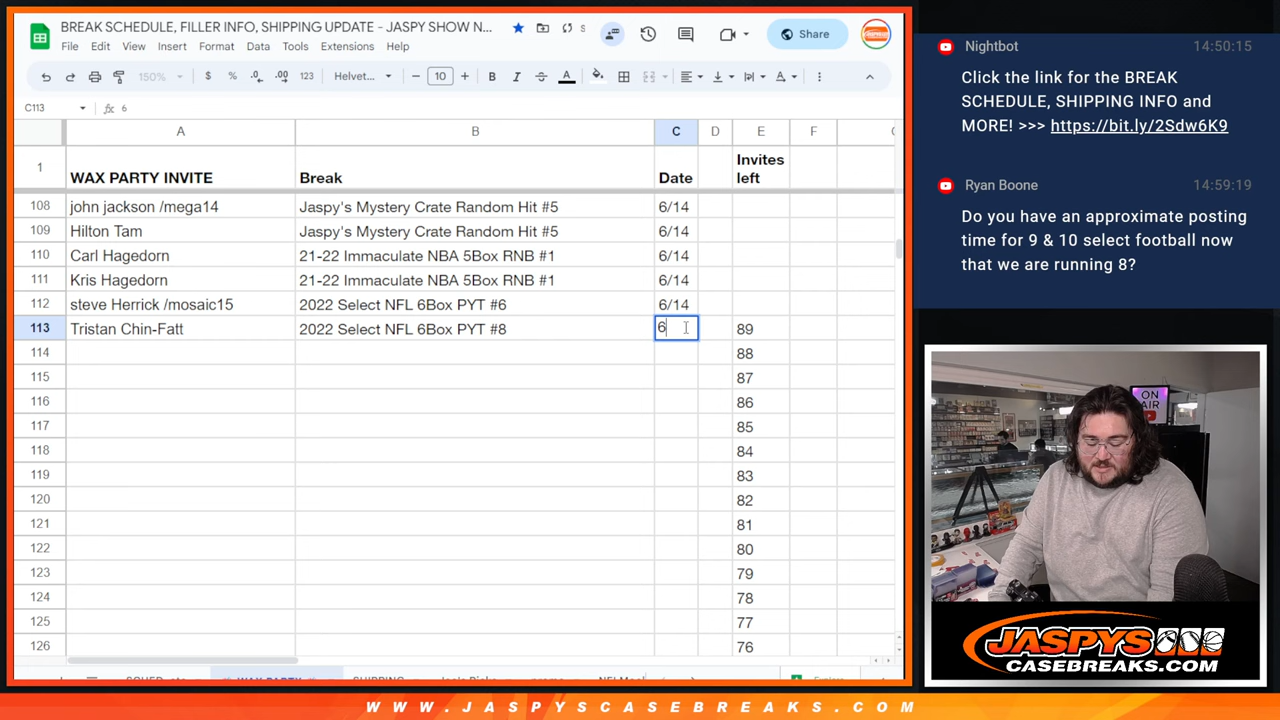 BREAK SCHEDULE, FILLER INFO, SHIPPING UPDATE - JASPY SHOW N... S Share
File Edit View Insert Format Data Tools Extensions Help
150% $ % .0 .00 123 Helvet... − 10 + B I A
C113 fx 6
A B C D E F
1 WAX PARTY INVITE Break Date Invites left
108 john jackson /mega14 Jaspy's Mystery Crate Random Hit #5 6/14
109 Hilton Tam Jaspy's Mystery Crate Random Hit #5 6/14
110 Carl Hagedorn 21-22 Immaculate NBA 5Box RNB #1 6/14
111 Kris Hagedorn 21-22 Immaculate NBA 5Box RNB #1 6/14
112 steve Herrick /mosaic15 2022 Select NFL 6Box PYT #6 6/14
113 Tristan Chin-Fatt 2022 Select NFL 6Box PYT #8 6 89
114 88
115 87
116 86
117 85
118 84
119 83
120 82
121 81
122 80
123 79
124 78
125 77
126 76
Nightbot 14:50:15
Click the link for the BREAK
SCHEDULE, SHIPPING INFO and
MORE! >>> https://bit.ly/2Sdw6K9
Ryan Boone 14:59:19
Do you have an approximate posting
time for 9 & 10 select football now
that we are running 8?
ON
AIR
JASPYS
CASEBREAKS.COM
WWW.JASPYSCASEBREAKS.COM